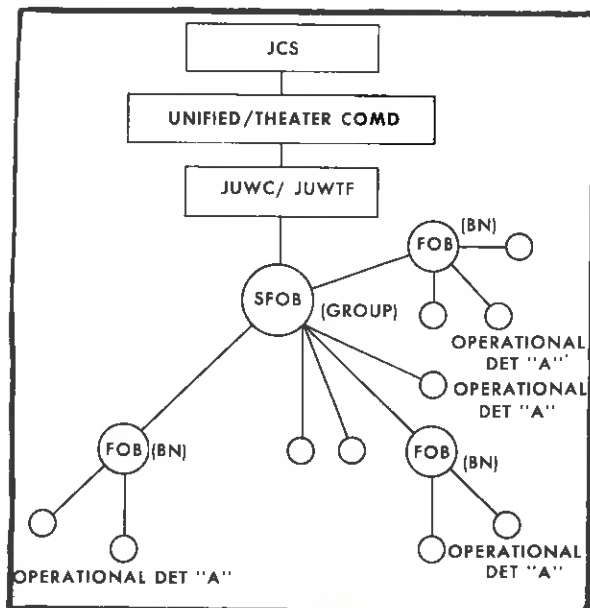 JCS
UNIFIED/THEATER COMD
JUWC/ JUWTF
FOB
(BN)
SFOB
(GROUP)
OPERATIONAL
DET "A"
OPERATIONAL
DET "A"
FOB
(BN)
FOB
(BN)
OPERATIONAL DET "A"
OPERATIONAL
DET "A"